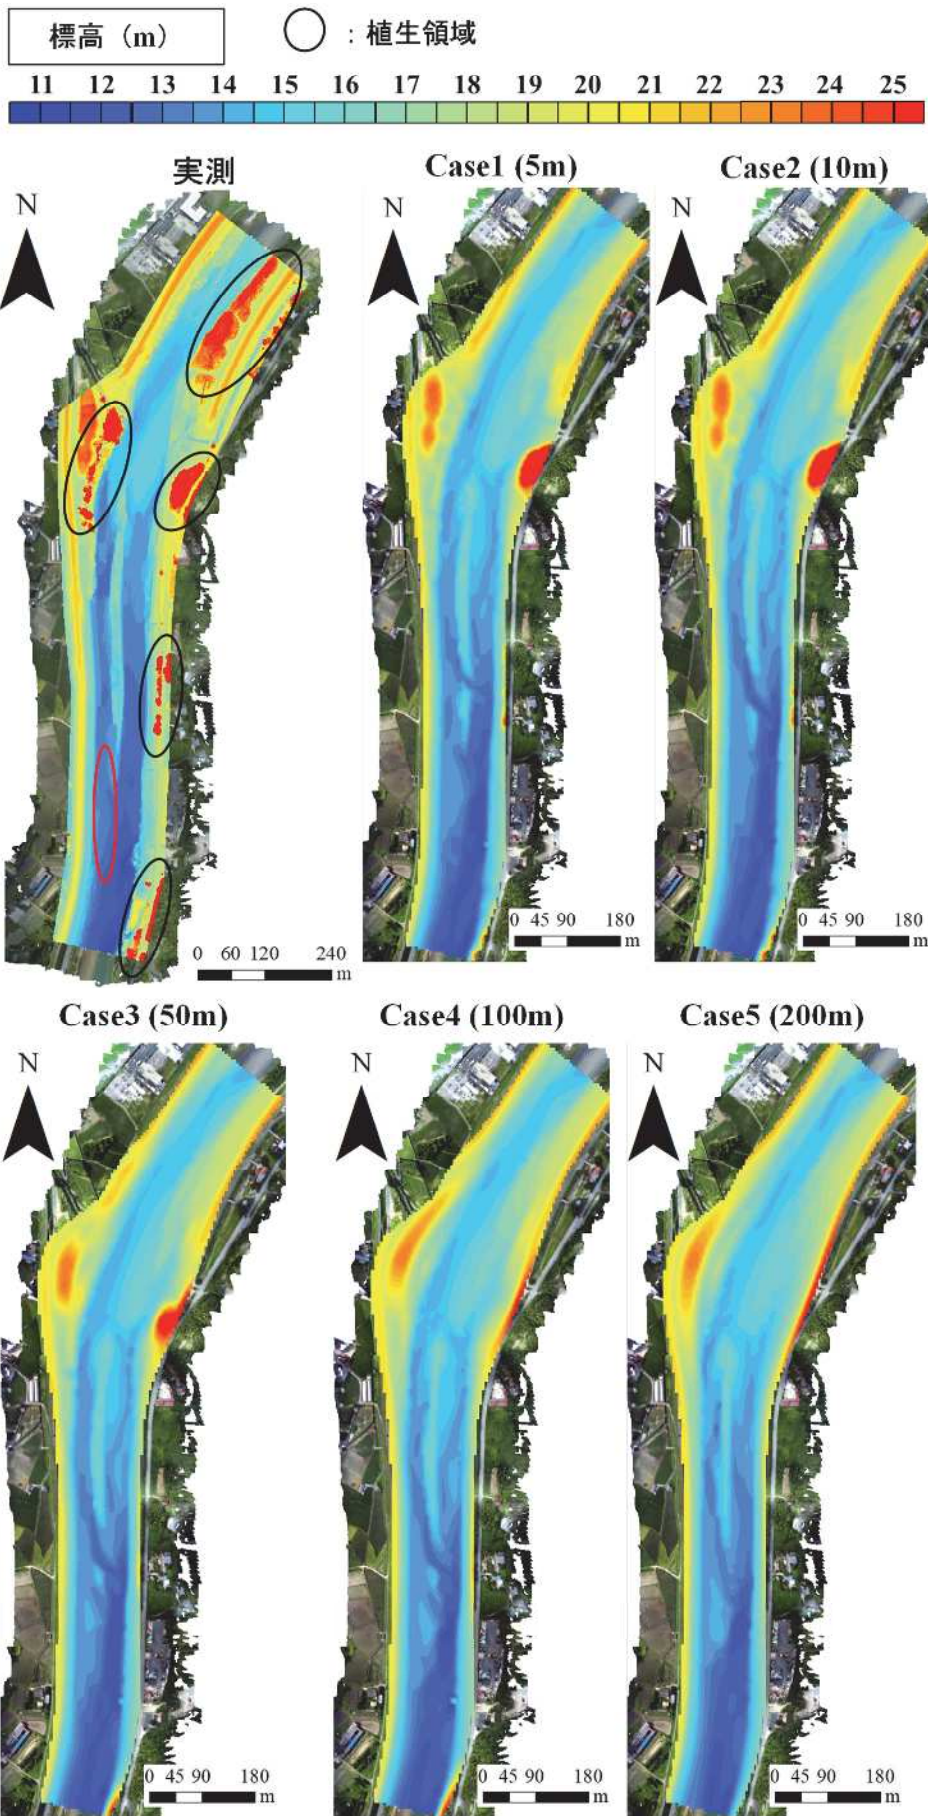 標高（m）
：植生領域
11 12 13 14 15 16 17 18 19 20 21 22 23 24 25
実測
N
0 60 120 240
m
Case1 (5m)
N
0 45 90 180
m
Case2 (10m)
N
0 45 90 180
m
Case3 (50m)
N
0 45 90 180
m
Case4 (100m)
N
0 45 90 180
m
Case5 (200m)
N
0 45 90 180
m